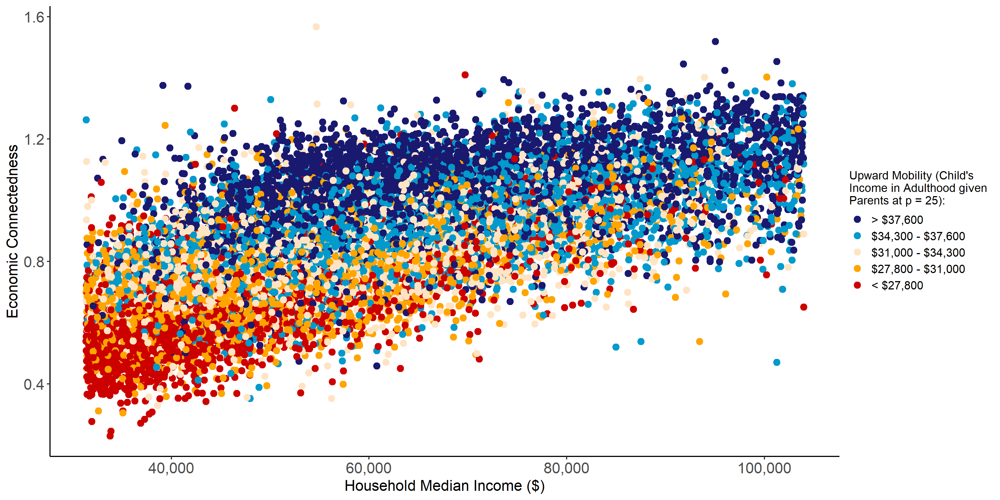 1.6
1.2
0.8
0.4
Economic Connectedness
40,000
60,000
80,000
100,000
Household Median Income ($)
Upward Mobility (Child's
Income in Adulthood given
Parents at p = 25):
> $37,600
$34,300 - $37,600
$31,000 - $34,300
$27,800 - $31,000
< $27,800